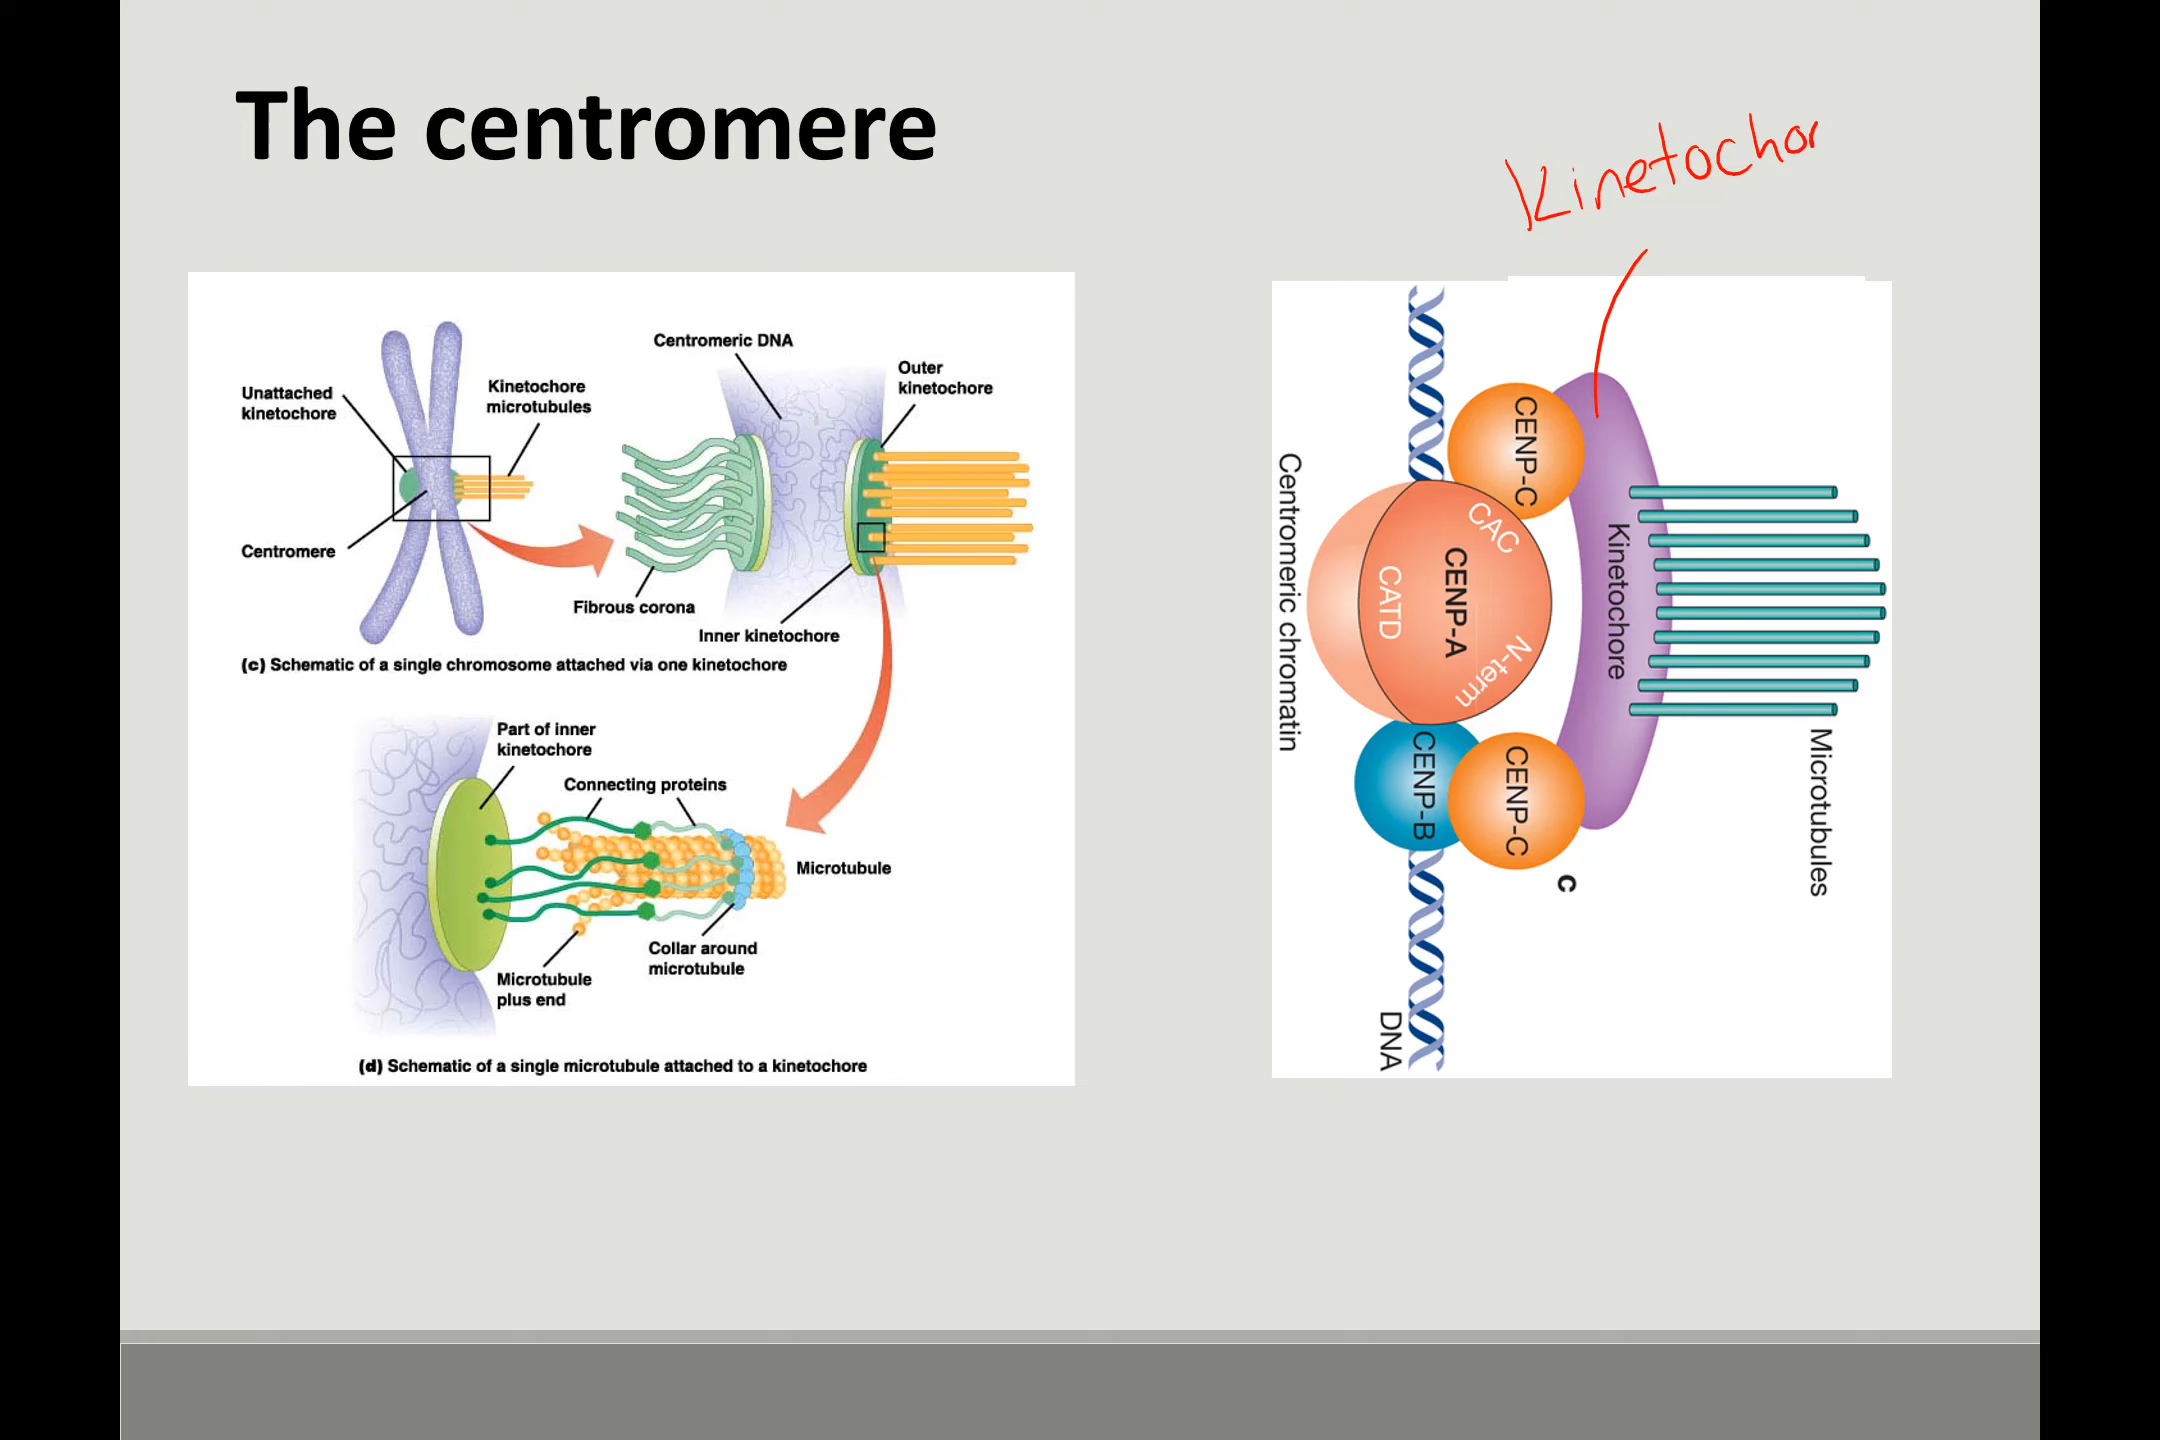 The centromere
Kinetochor
Centromeric DNA
Outer
kinetochore
Unattached
kinetochore
Kinetochore
microtubules
Centromere
Fibrous corona
Inner kinetochore
(c) Schematic of a single chromosome attached via one kinetochore
Part of inner
kinetochore
Connecting proteins
Microtubule
Collar around
microtubule
Microtubule
plus end
(d) Schematic of a single microtubule attached to a kinetochore
Microtubules
Kinetochore
CENP-C
CAC
CENP-A
CATD
N-term
CENP-B
CENP-C
Centromeric chromatin
DNA
C